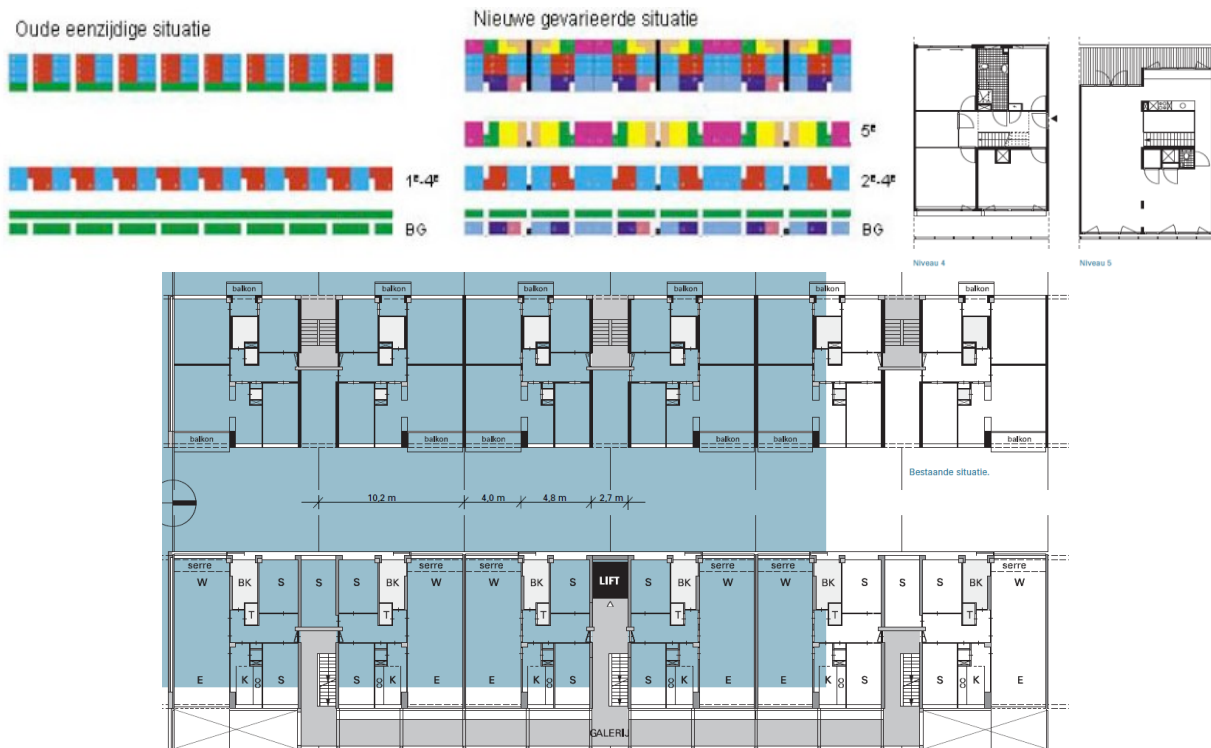 Oude eenzijdige situatie
Nieuwe gevarieerde situatie
5ᴱ
1ᴱ-4ᴱ
2ᴱ-4ᴱ
BG
BG
Niveau 4
Niveau 5
balkon balkon balkon balkon balkon balkon
balkon balkon balkon balkon balkon balkon
Bestaande situatie.
10,2 m 4,0 m 4,8 m 2,7 m
serre serre serre serre serre serre
W BK S S S BK W W BK S LIFT S BK W W BK S S S BK W
T T T T T T
E K S S K E E K S S K E E K S S K E
GALERIJ